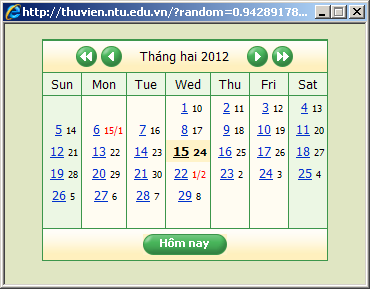 http://thuvien.ntu.edu.vn/?random=0.94289178...
Tháng hai 2012
Sun Mon Tue Wed Thu Fri Sat
1 10 2 11 3 12 4 13
5 14 6 15/1 7 16 8 17 9 18 10 19 11 20
12 21 13 22 14 23 15 24 16 25 17 26 18 27
19 28 20 29 21 30 22 1/2 23 2 24 3 25 4
26 5 27 6 28 7 29 8
Hôm nay